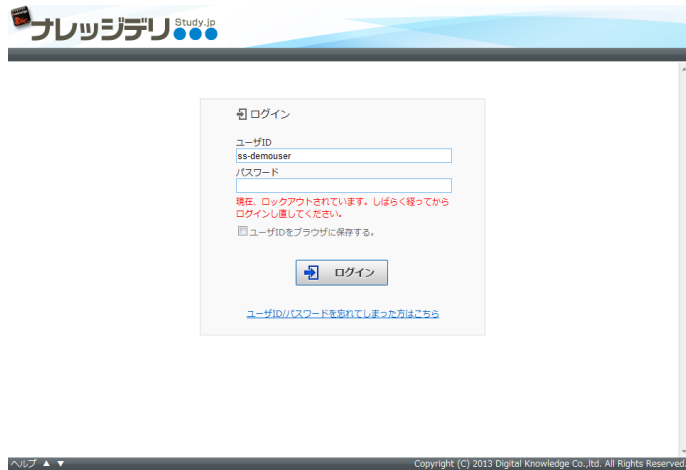 ナレッジデリ Study.jp
ログイン
ユーザID
ss-demouser
パスワード
現在、ロックアウトされています。しばらく経ってから
ログインし直してください。
ユーザIDをブラウザに保存する。
ログイン
ユーザID/パスワードを忘れてしまった方はこちら
ヘルプ ▲ ▼ Copyright (C) 2013 Digital Knowledge Co.,ltd. All Rights Reserved.